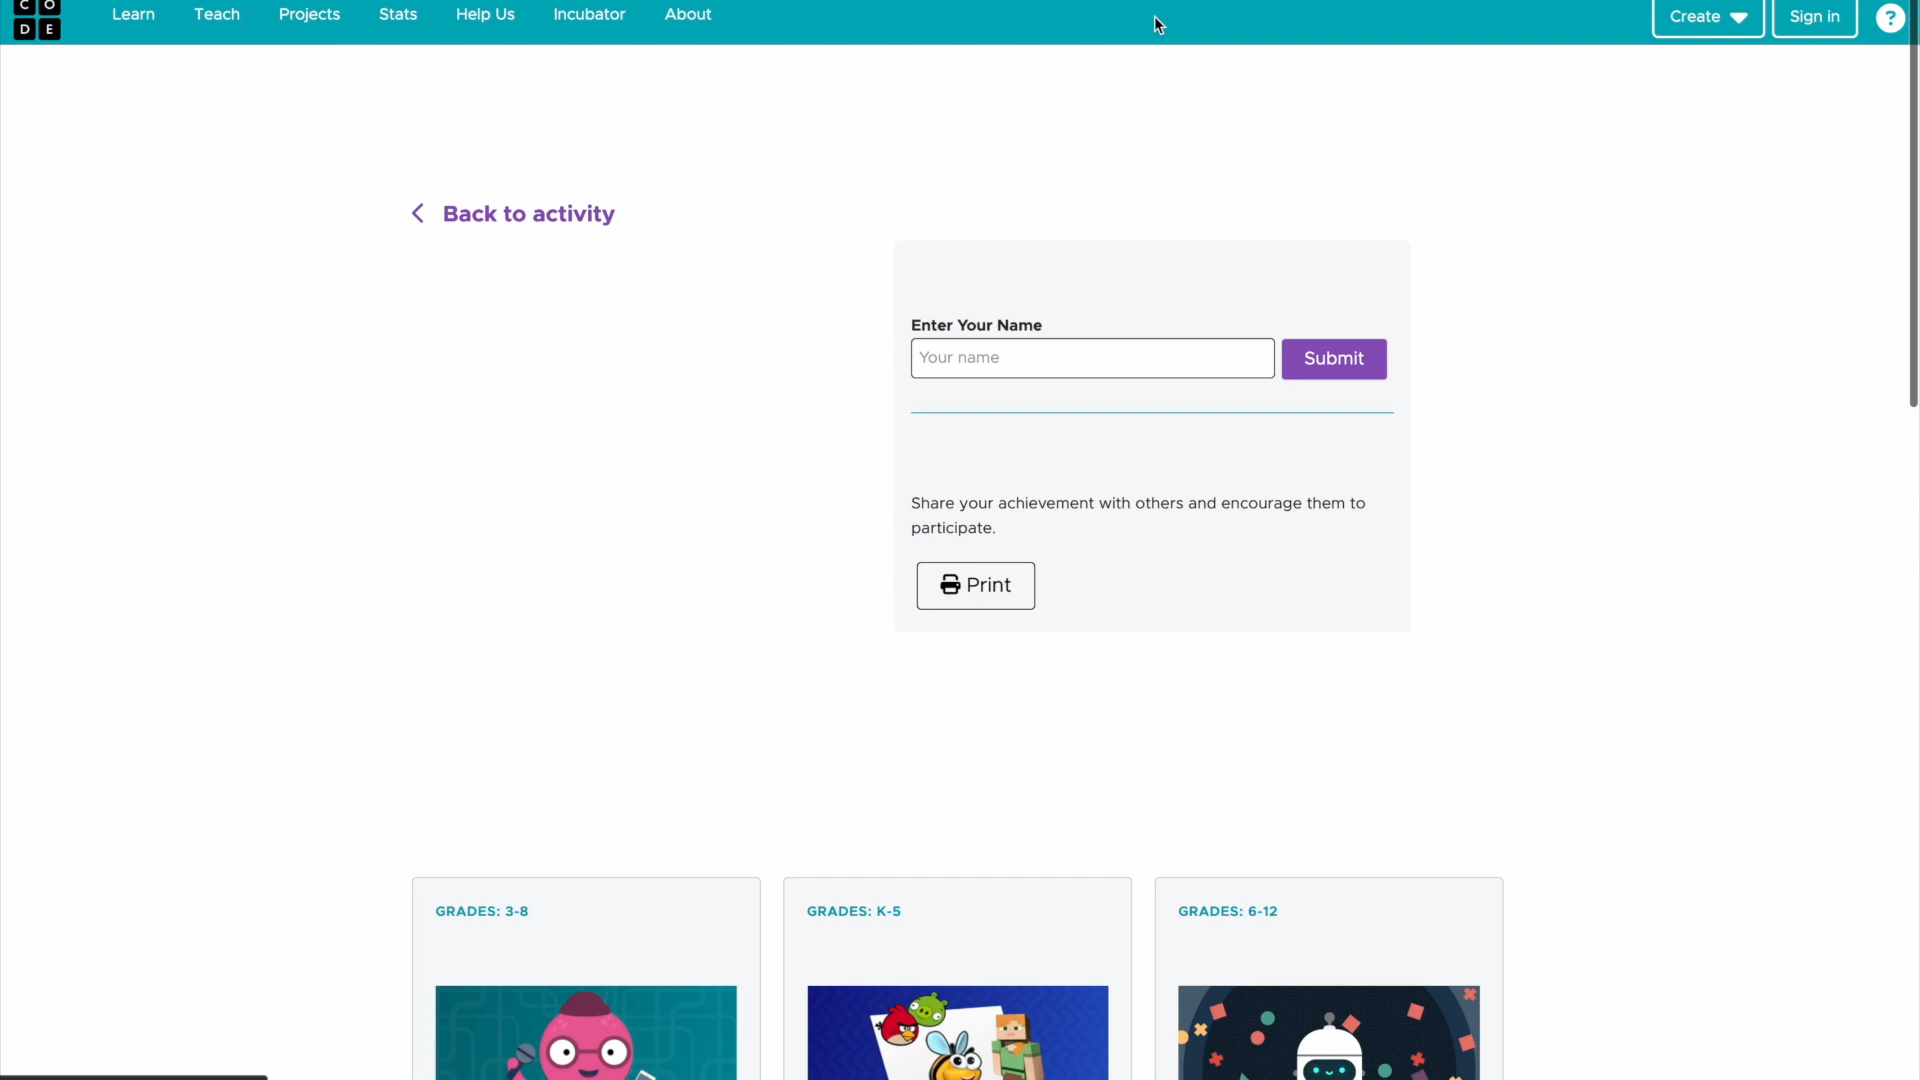 C O
D E
Learn
Teach
Projects
Stats
Help Us
Incubator
About
Create
Sign in
?
Back to activity
Enter Your Name
Your name
Submit
Share your achievement with others and encourage them to
participate.
Print
GRADES: 3-8
GRADES: K-5
GRADES: 6-12